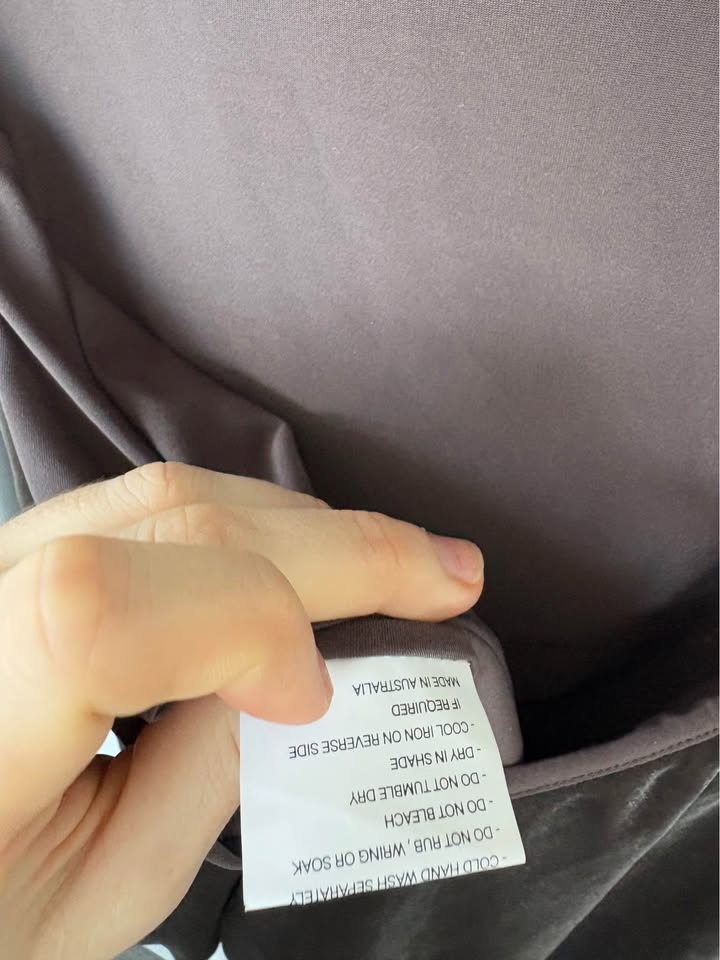 - COLD HAND WASH SEPARATELY
- DO NOT RUB, WRING OR SOAK
- DO NOT BLEACH
- DO NOT TUMBLE DRY
- DRY IN SHADE
- COOL IRON ON REVERSE SIDE
IF REQUIRED
MADE IN AUSTRALIA